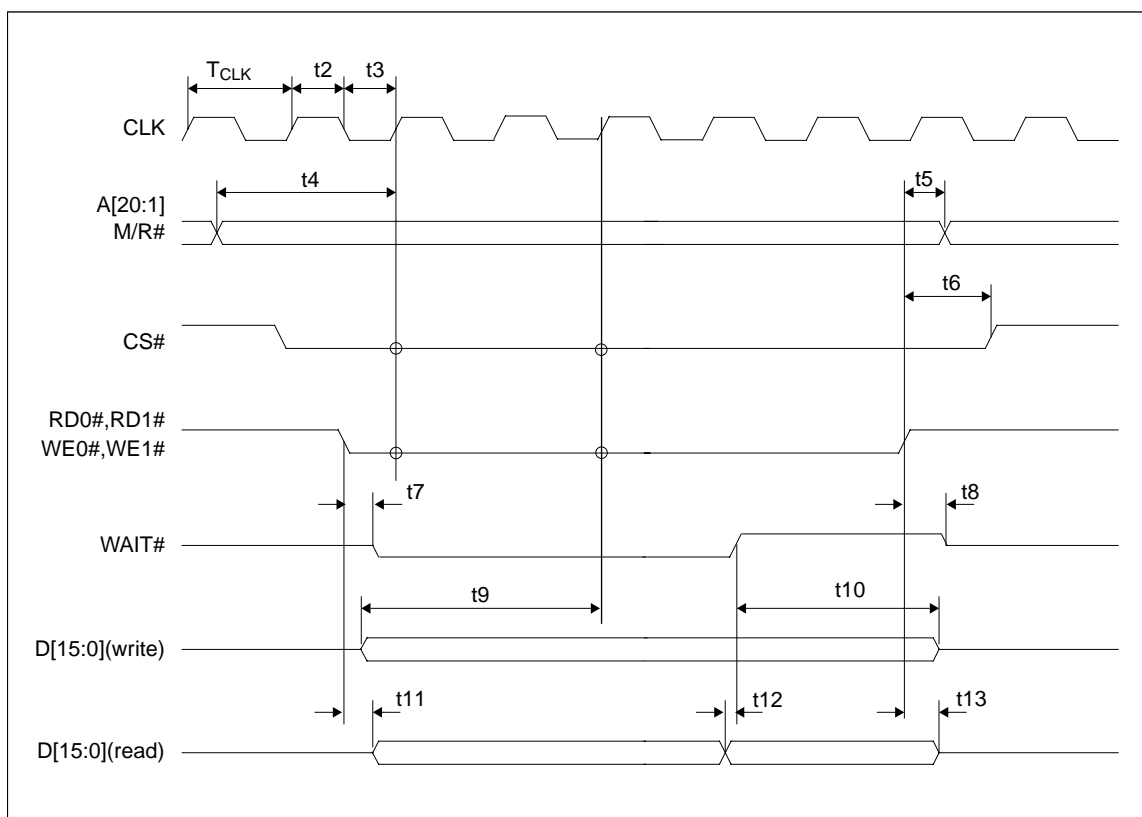 TCLK t2 t3
CLK
t4 t5
A[20:1]
M/R#
t6
CS#
RD0#,RD1#
WE0#,WE1#
t7 t8
WAIT#
t9 t10
D[15:0](write)
t11 t12 t13
D[15:0](read)